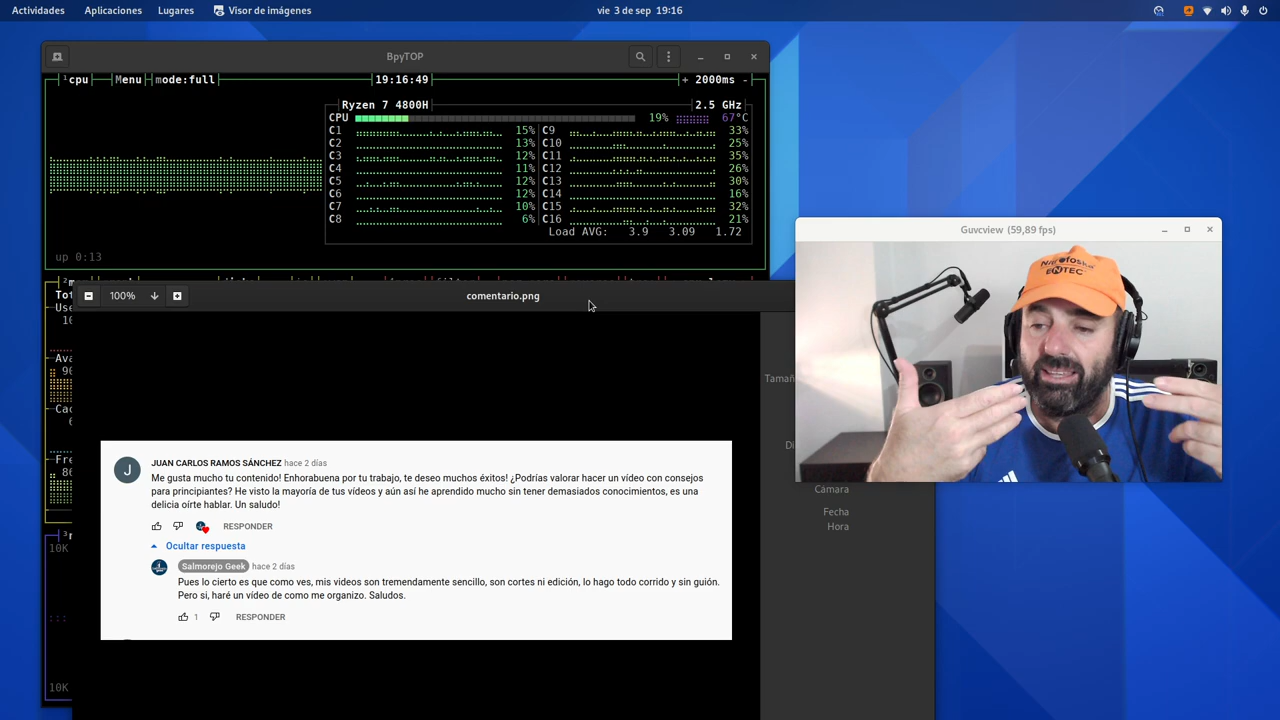 Actividades Aplicaciones Lugares Visor de imágenes vie 3 de sep 19:16
BpyTOP
¹cpu Menu mode:full 19:16:49 + 2000ms -
Ryzen 7 4800H 2.5 GHz
CPU 19% 67°C
C1 15% C9 33%
C2 13% C10 25%
C3 12% C11 35%
C4 11% C12 26%
C5 12% C13 30%
C6 12% C14 16%
C7 10% C15 32%
C8 6% C16 21%
Load AVG: 3.9 3.09 1.72
up 0:13
Guvcview (59,89 fps)
100% comentario.png
ENTEC
10K
10K
Cámara
Fecha
Hora
J JUAN CARLOS RAMOS SÁNCHEZ hace 2 días
Me gusta mucho tu contenido! Enhorabuena por tu trabajo, te deseo muchos éxitos! ¿Podrías valorar hacer un vídeo con consejos
para principiantes? He visto la mayoría de tus vídeos y aún así he aprendido mucho sin tener demasiados conocimientos, es una
delicia oírte hablar. Un saludo!
RESPONDER
Ocultar respuesta
Salmorejo Geek hace 2 días
Pues lo cierto es que como ves, mis videos son tremendamente sencillo, son cortes ni edición, lo hago todo corrido y sin guión.
Pero si, haré un vídeo de como me organizo. Saludos.
1 RESPONDER